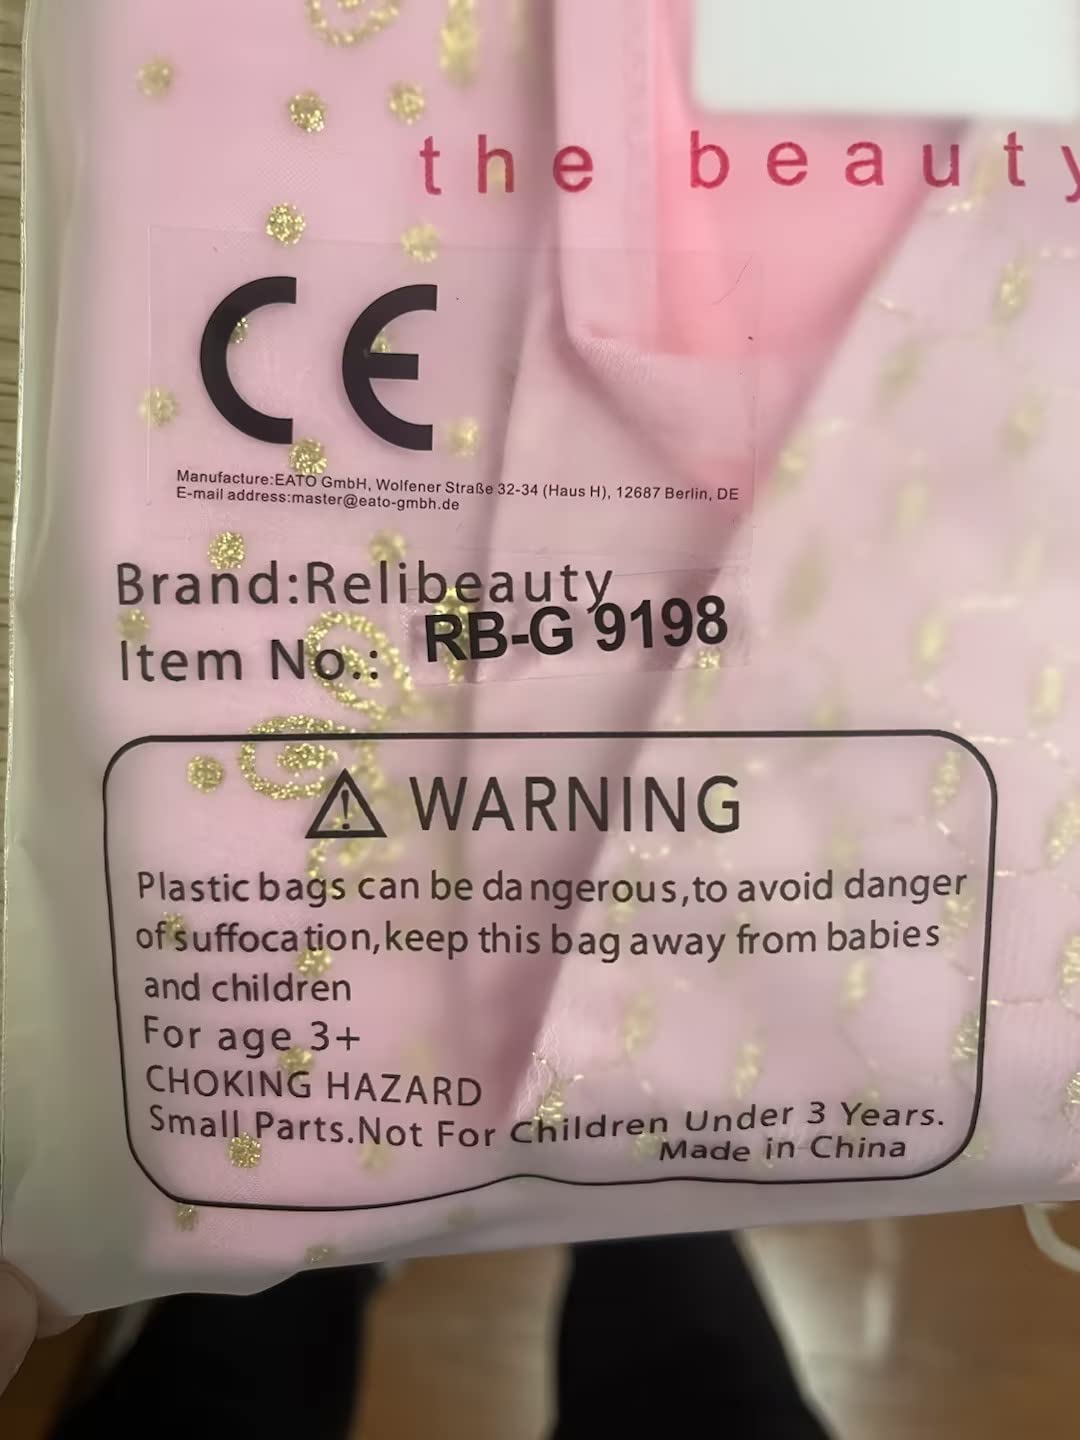 the beauty
CE
Manufacture:EATO GmbH, Wolfener Straße 32-34 (Haus H), 12687 Berlin, DE
E-mail address:master@eato-gmbh.de
Brand:Relibeauty
Item No.: RB-G 9198
⚠ WARNING
Plastic bags can be dangerous,to avoid danger
of suffocation,keep this bag away from babies
and children
For age 3+
CHOKING HAZARD
Small Parts.Not For Children Under 3 Years.
Made in China